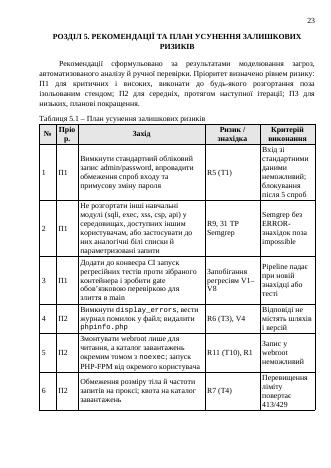 23
РОЗДІЛ 5. РЕКОМЕНДАЦІЇ ТА ПЛАН УСУНЕННЯ ЗАЛИШКОВИХ
РИЗИКІВ
Рекомендації сформульовано за результатами моделювання загроз,
автоматизованого аналізу й ручної перевірки. Пріоритет визначено рівнем ризику:
П1 для критичних і високих, виконати до будь-якого розгортання поза
ізольованим стендом; П2 для середніх, протягом наступної ітерації; П3 для
низьких, планові покращення.
Таблиця 5.1 – План усунення залишкових ризиків
№ Пріо Захід Ризик / Критерій
р. знахідка виконання
1 П1 Вимкнути стандартний обліковий
запис admin/password, впровадити
обмеження спроб входу та
примусову зміну пароля
R5 (T1)
Вхід зі
стандартними
даними
неможливий;
блокування
після 5 спроб
2 П1 Не розгортати інші навчальні
модулі (sqli, exec, xss, csp, api) у
середовищах, доступних іншим
користувачам, або застосувати до
них аналогічні білі списки й
параметризовані запити
R9, 31 TP
Semgrep
Semgrep без
ERROR-
знахідок поза
impossible
3 П1 Додати до конвеєра CI запуск
регресійних тестів проти зібраного
контейнера і зробити gate
обов’язковою перевіркою для
злиття в main
Запобігання
регресіям V1–
V8
Pipeline падає
при новій
знахідці або
тесті
4 П2 Вимкнути display_errors, вести
журнал помилок у файл; видалити
phpinfo.php
R6 (T3), V4
Відповіді не
містять шляхів
і версій
5 П2 Змонтувати webroot лише для
читання, а каталог завантажень
окремим томом з noexec; запуск
PHP-FPM від окремого користувача
R11 (T10), R1
Запис у
webroot
неможливий
6 П2 Обмеження розміру тіла й частоти
запитів на проксі; квота на каталог
завантажень
R7 (T4)
Перевищення
ліміту
повертає
413/429